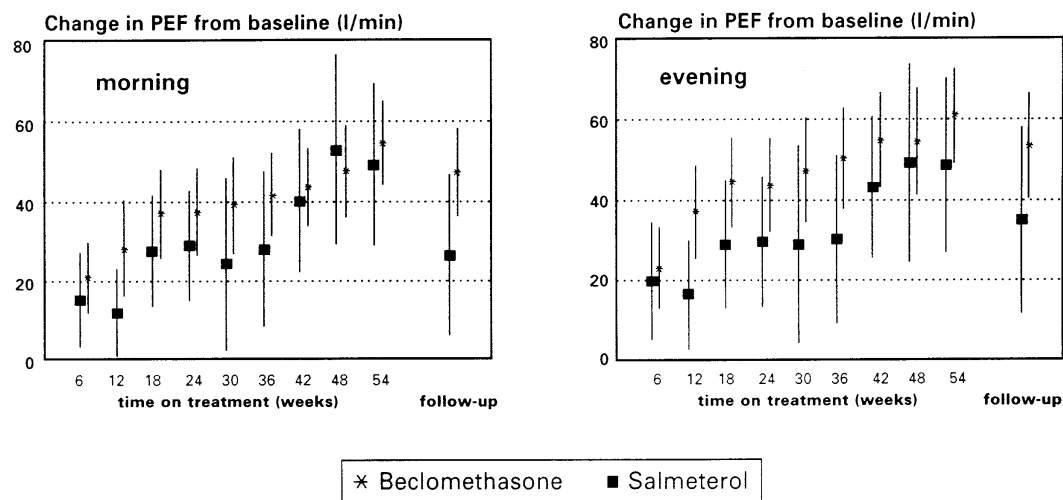 Change in PEF from baseline (l/min)
80
morning
60
40
20
0
6 12 18 24 30 36 42 48 54
time on treatment (weeks) follow-up
Change in PEF from baseline (l/min)
80
evening
60
40
20
0
6 12 18 24 30 36 42 48 54
time on treatment (weeks) follow-up
Beclomethasone Salmeterol